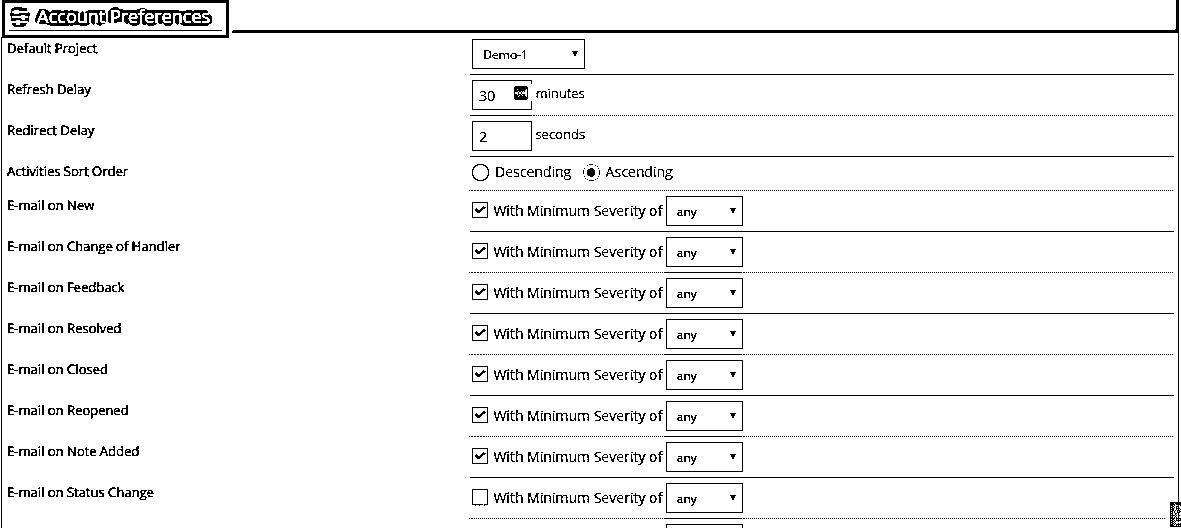 Account Preferences
Default Project Demo-1
Refresh Delay 30 minutes
Redirect Delay 2 seconds
Activities Sort Order Descending Ascending
E-mail on New With Minimum Severity of any
E-mail on Change of Handler With Minimum Severity of any
E-mail on Feedback With Minimum Severity of any
E-mail on Resolved With Minimum Severity of any
E-mail on Closed With Minimum Severity of any
E-mail on Reopened With Minimum Severity of any
E-mail on Note Added With Minimum Severity of any
E-mail on Status Change With Minimum Severity of any